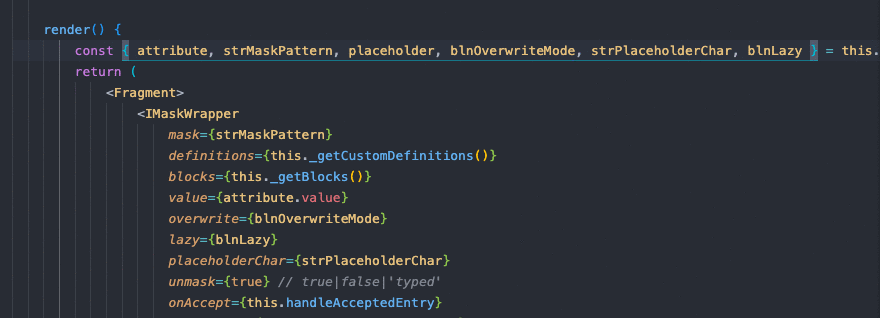 render() {
const { attribute, strMaskPattern, placeholder, blnOverwriteMode, strPlaceholderChar, blnLazy } = this.
return (
<Fragment>
<IMaskWrapper
mask={strMaskPattern}
definitions={this._getCustomDefinitions()}
blocks={this._getBlocks()}
value={attribute.value}
overwrite={blnOverwriteMode}
lazy={blnLazy}
placeholderChar={strPlaceholderChar}
unmask={true} // true|false|'typed'
onAccept={this.handleAcceptedEntry}